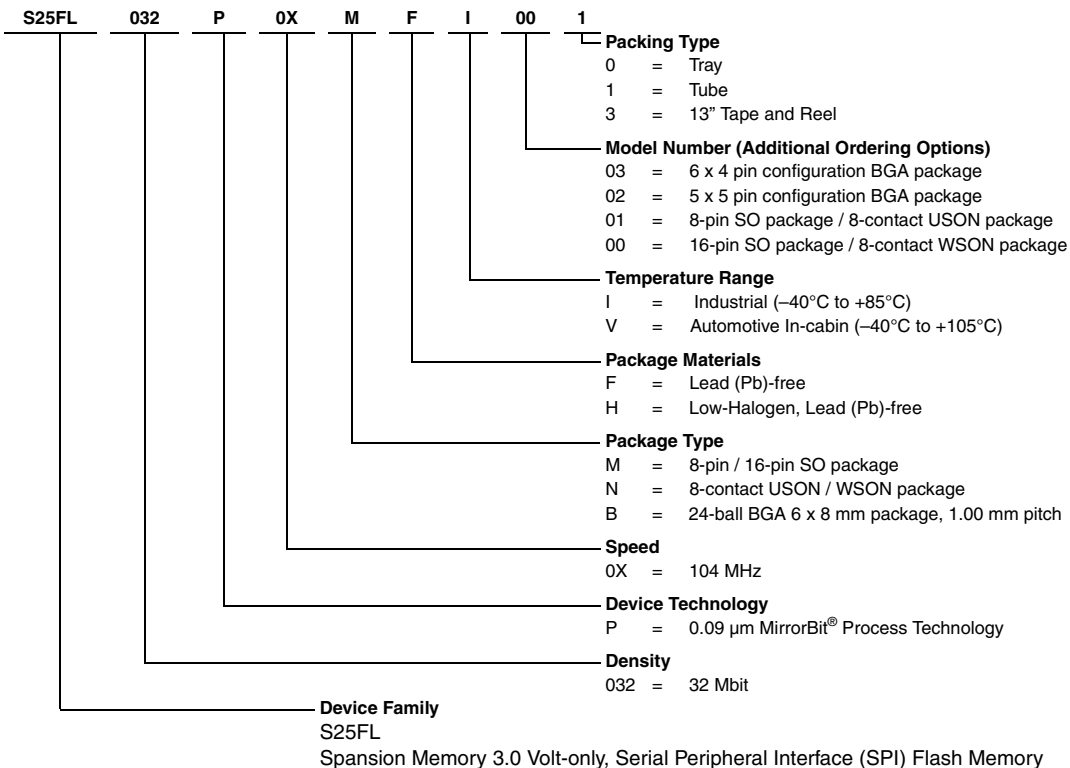 S25FL 032 P 0X M F I 00 1
Packing Type
0 = Tray
1 = Tube
3 = 13” Tape and Reel
Model Number (Additional Ordering Options)
03 = 6 x 4 pin configuration BGA package
02 = 5 x 5 pin configuration BGA package
01 = 8-pin SO package / 8-contact USON package
00 = 16-pin SO package / 8-contact WSON package
Temperature Range
I = Industrial (–40°C to +85°C)
V = Automotive In-cabin (–40°C to +105°C)
Package Materials
F = Lead (Pb)-free
H = Low-Halogen, Lead (Pb)-free
Package Type
M = 8-pin / 16-pin SO package
N = 8-contact USON / WSON package
B = 24-ball BGA 6 x 8 mm package, 1.00 mm pitch
Speed
0X = 104 MHz
Device Technology
P = 0.09 µm MirrorBit® Process Technology
Density
032 = 32 Mbit
Device Family
S25FL
Spansion Memory 3.0 Volt-only, Serial Peripheral Interface (SPI) Flash Memory